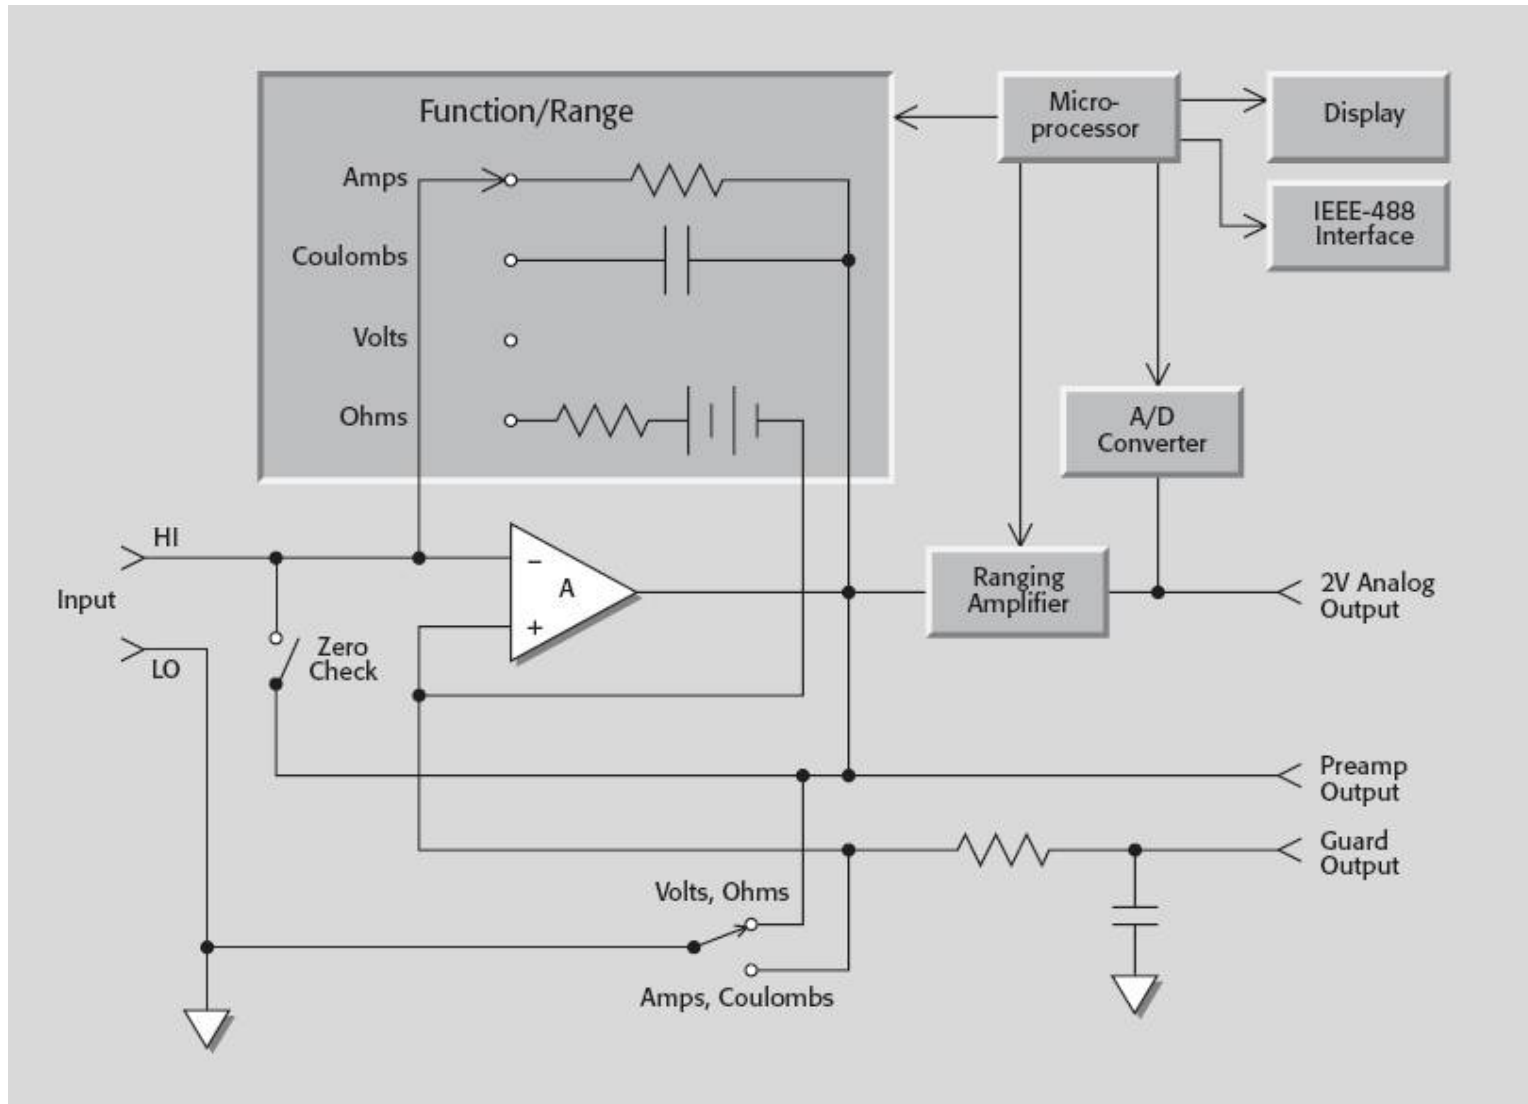 Function/Range
Micro-
processor
Display
Amps
IEEE-488
Interface
Coulombs
Volts
Ohms
A/D
Converter
HI
Input
LO
Zero
Check
−
A
+
Ranging
Amplifier
2V Analog
Output
Preamp
Output
Guard
Output
Volts, Ohms
Amps, Coulombs